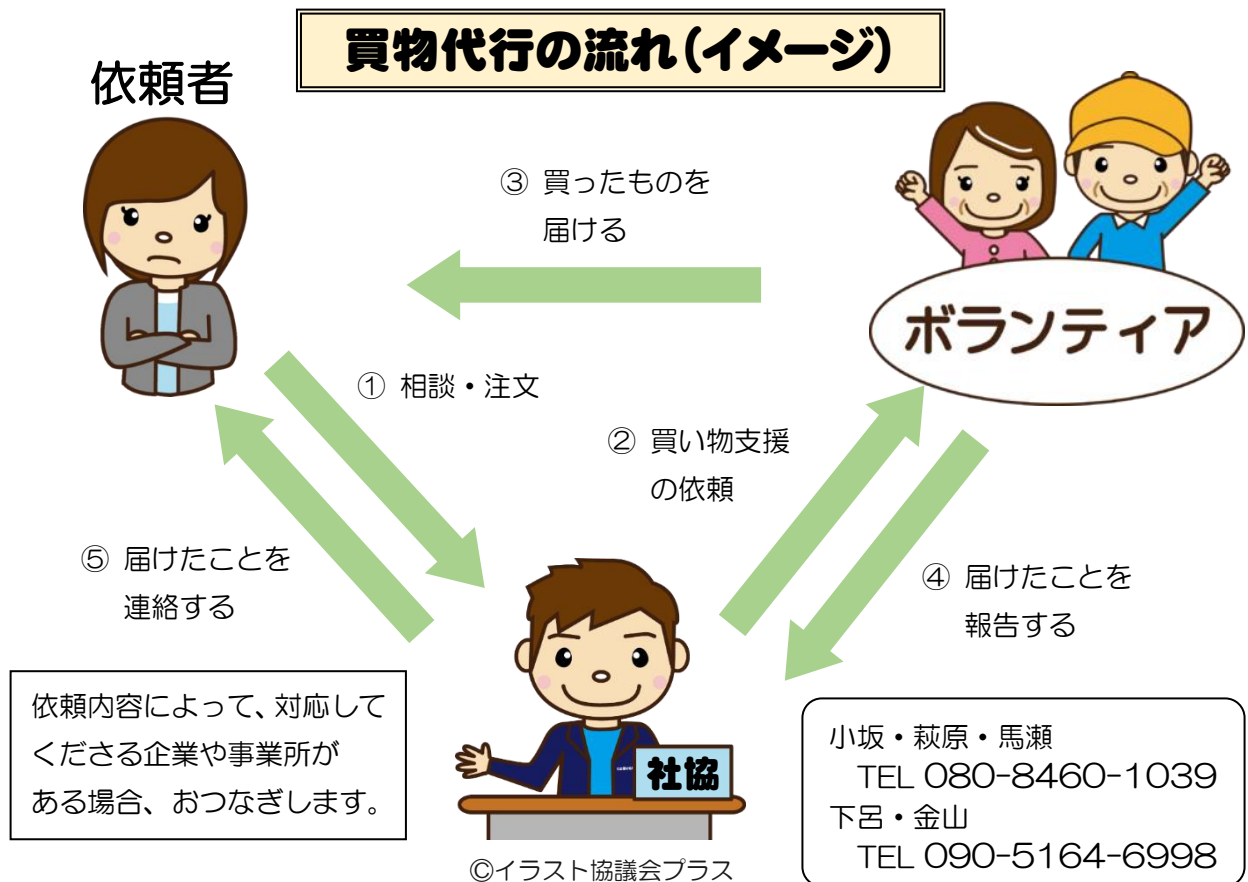 買物代行の流れ(イメージ)
依頼者
③ 買ったものを
届ける
ボランティア
① 相談・注文
② 買い物支援
の依頼
⑤ 届けたことを
連絡する
④ 届けたことを
報告する
依頼内容によって、対応して
くださる企業や事業所が
ある場合、おつなぎします。
社協
小坂・萩原・馬瀬
TEL 080-8460-1039
下呂・金山
TEL 090-5164-6998
©イラスト協議会プラス